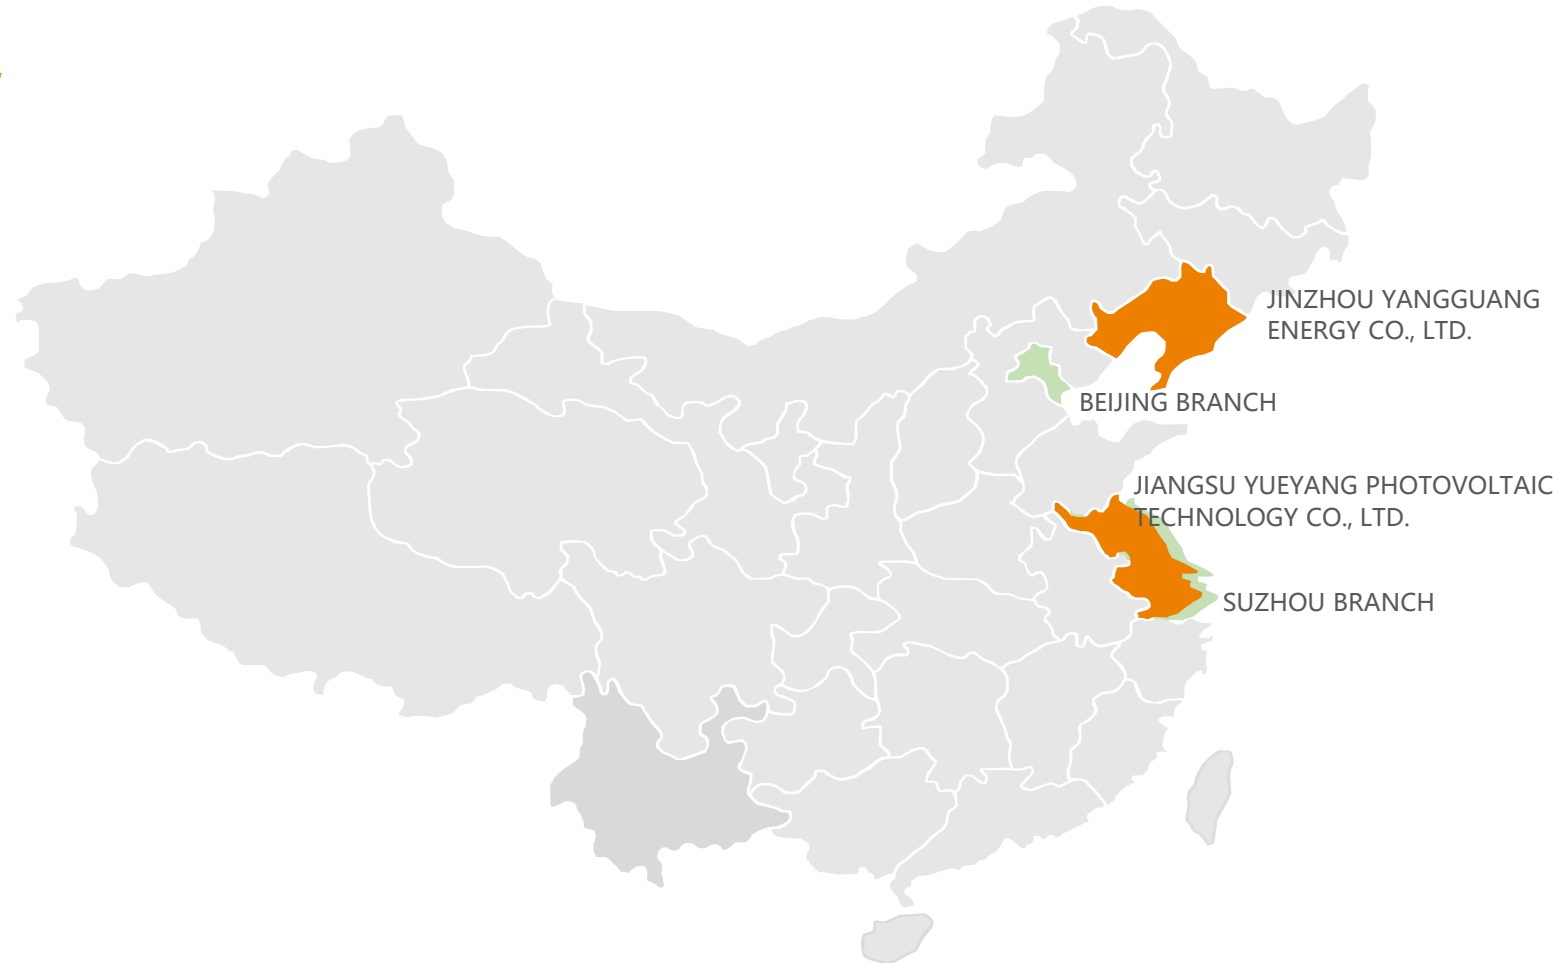 JINZHOU YANGGUANG
ENERGY CO., LTD.
BEIJING BRANCH
JIANGSU YUEYANG PHOTOVOLTAIC
TECHNOLOGY CO., LTD.
SUZHOU BRANCH